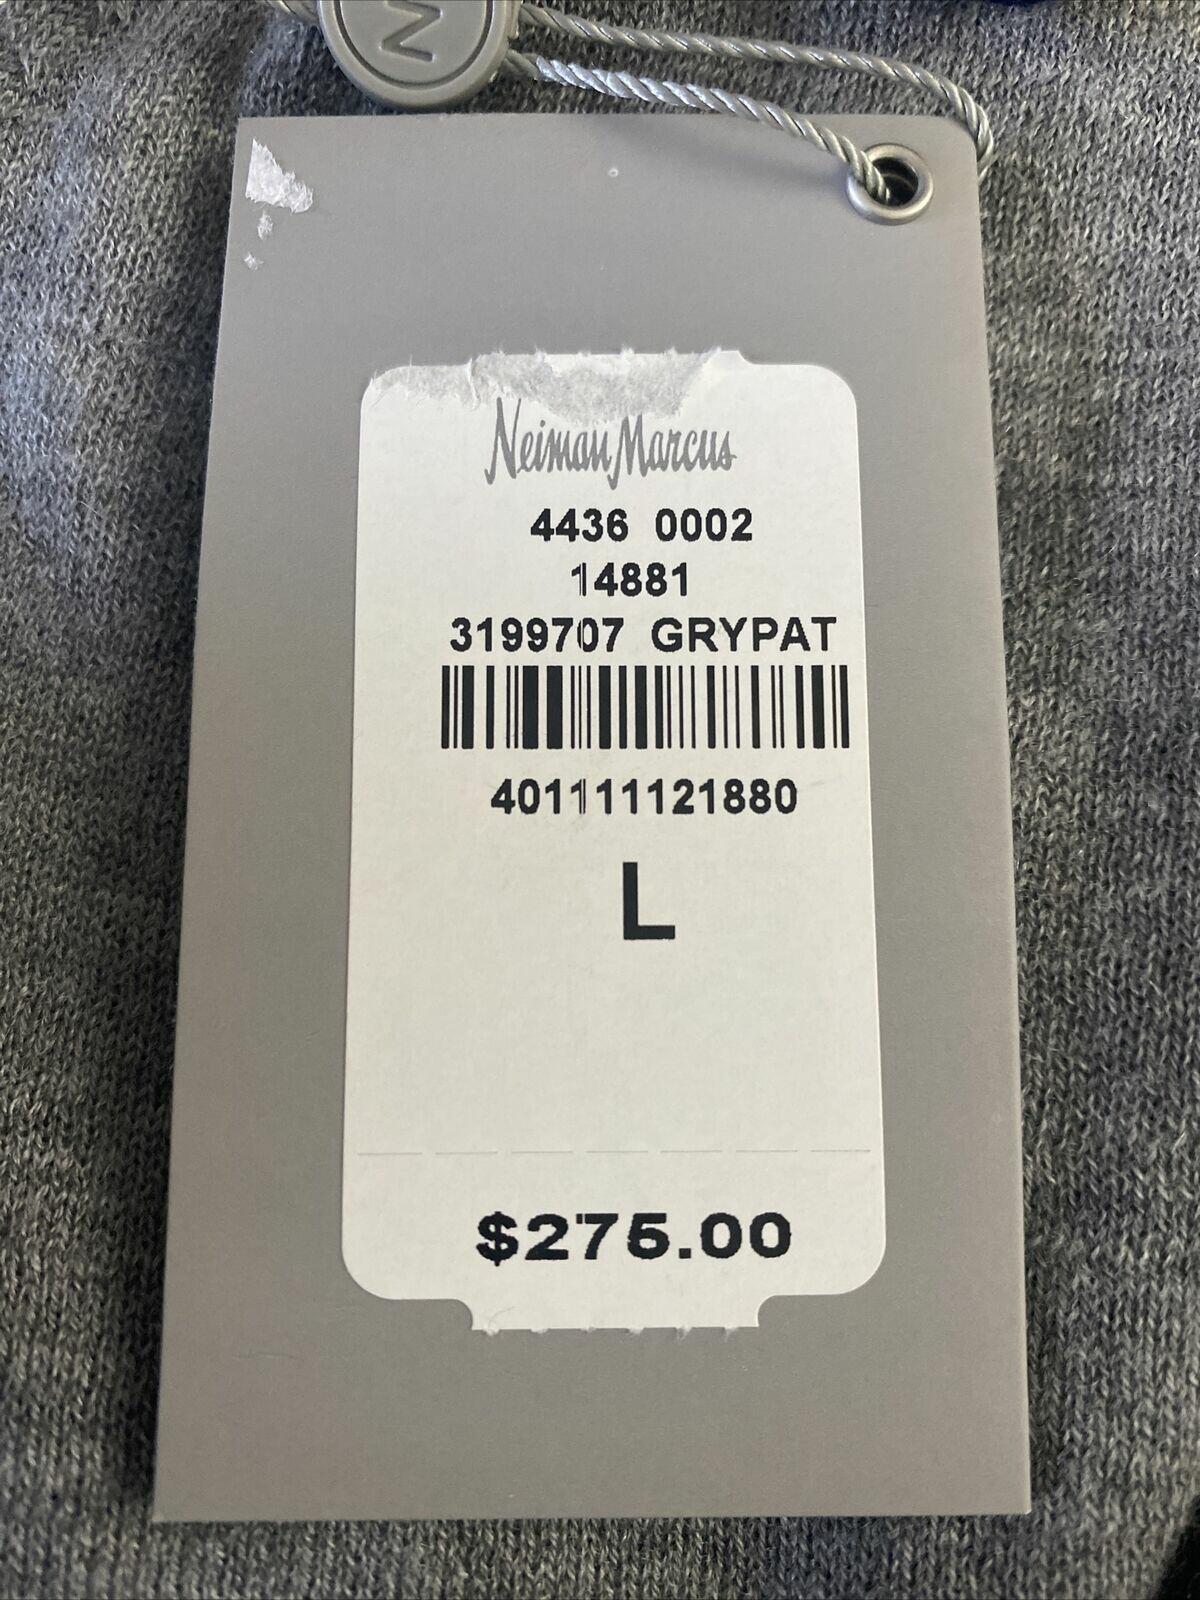 N
Neiman Marcus
4436 0002
14881
3199707 GRYPAT
401111121880
L
$275.00